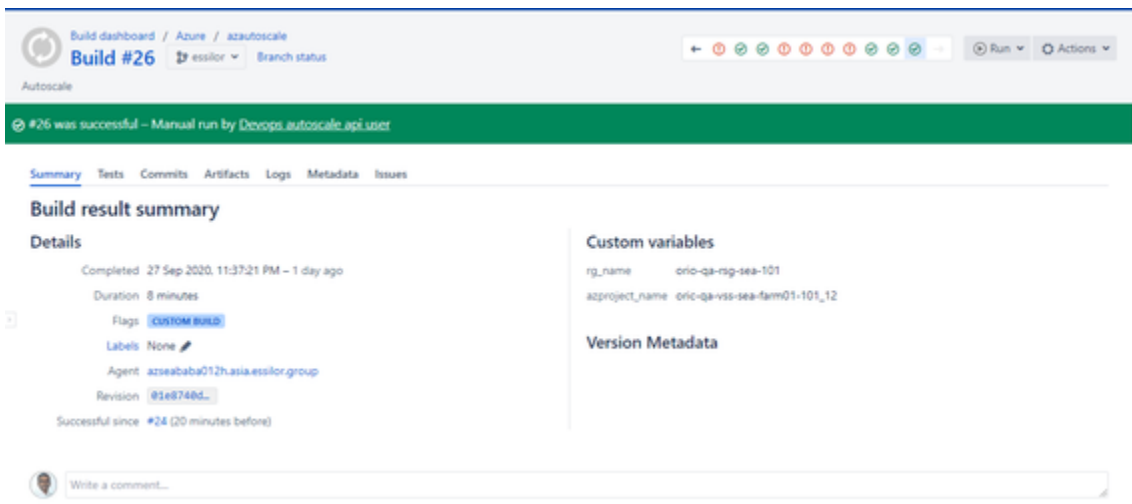 Build dashboard / Azure / azautoscale
Build #26 essilor Branch status
Run Actions
Autoscale
#26 was successful – Manual run by Devops autoscale api user
Summary Tests Commits Artifacts Logs Metadata Issues
Build result summary
Details
Completed 27 Sep 2020, 11:37:21 PM – 1 day ago
Duration 8 minutes
Flags CUSTOM BUILD
Labels None
Agent azseababa012h.asia.essilor.group
Revision 01e8740d…
Successful since #24 (20 minutes before)
Custom variables
rg_name orio-qa-rsg-sea-101
azproject_name oric-qa-vss-sea-farm01-101_12
Version Metadata
Write a comment...